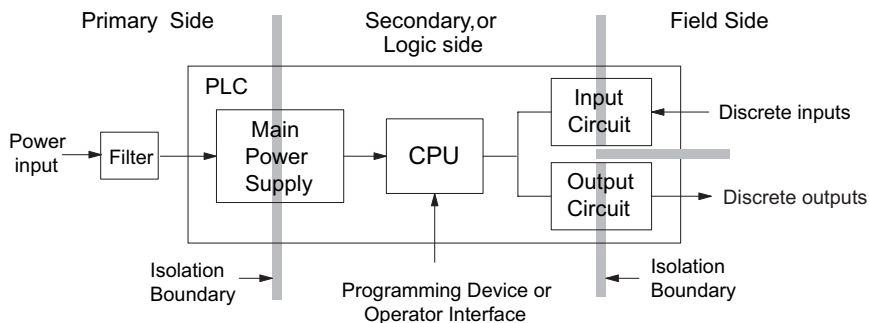 Primary Side
Secondary, or
Logic side
Field Side
PLC
Power
input
Filter
Main
Power
Supply
CPU
Input
Circuit
Output
Circuit
Discrete inputs
Discrete outputs
Isolation
Boundary
Programming Device or
Operator Interface
Isolation
Boundary